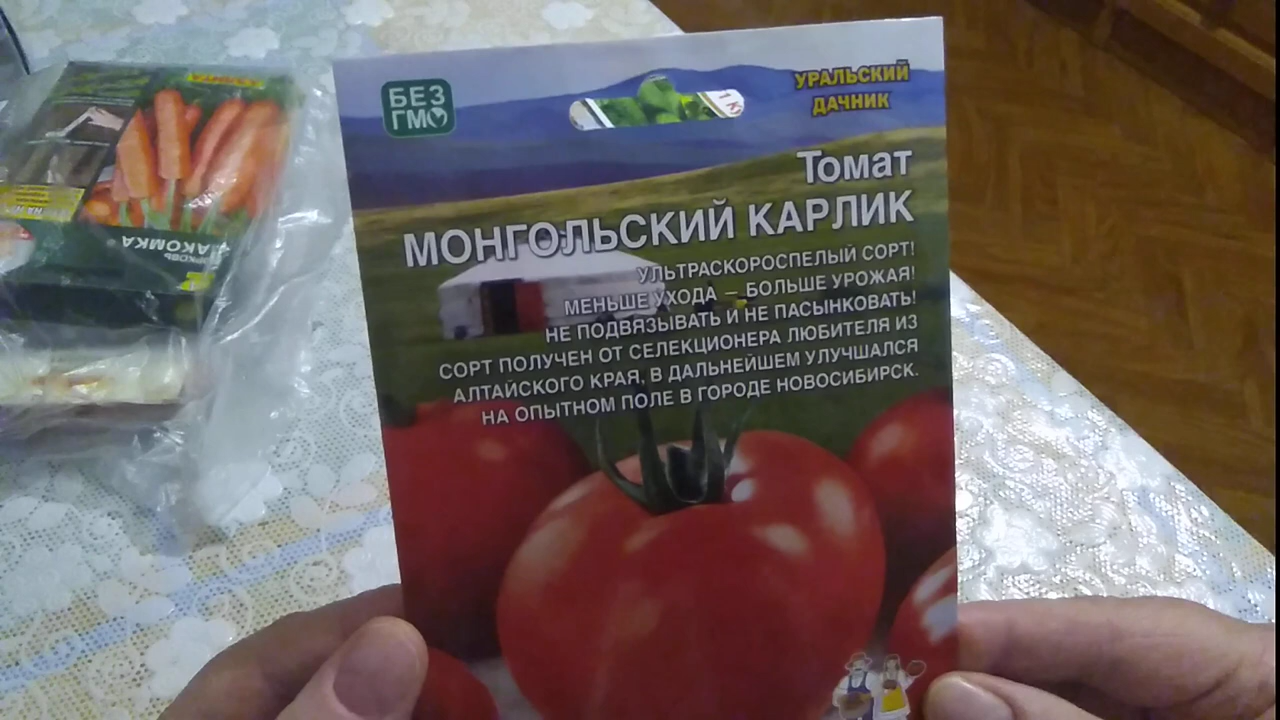 БЕЗ
ГМО
УРАЛЬСКИЙ
ДАЧНИК
Томат
МОНГОЛЬСКИЙ КАРЛИК
УЛЬТРАСКОРОСПЕЛЫЙ СОРТ!
МЕНЬШЕ УХОДА – БОЛЬШЕ УРОЖАЯ!
НЕ ПОДВЯЗЫВАТЬ И НЕ ПАСЫНКОВАТЬ!
СОРТ ПОЛУЧЕН ОТ СЕЛЕКЦИОНЕРА ЛЮБИТЕЛЯ ИЗ
АЛТАЙСКОГО КРАЯ, В ДАЛЬНЕЙШЕМ УЛУЧШАЛСЯ
НА ОПЫТНОМ ПОЛЕ В ГОРОДЕ НОВОСИБИРСК.